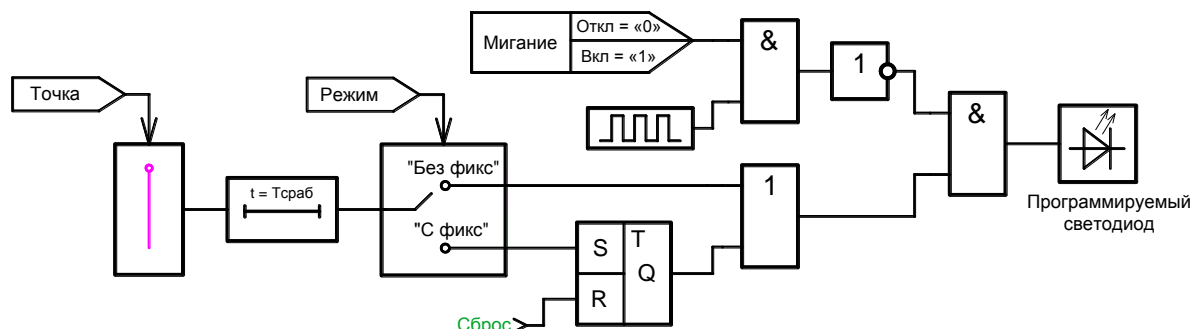 Мигание
Откл = «0»
Вкл = «1»
&
1
&
Точка
Режим
"Без фикс"
t = Тсраб
1
"С фикс"
S
T
Q
R
Сброс
Программируемый
светодиод